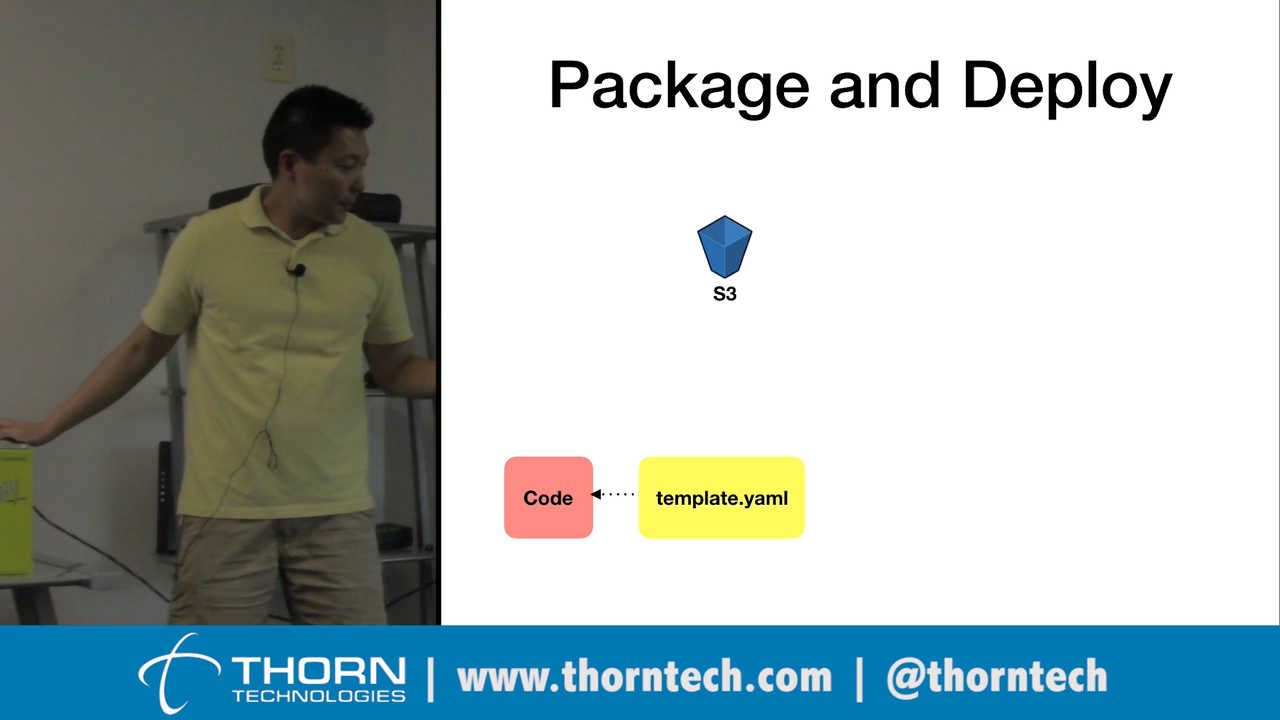 Package and Deploy
S3
Code
template.yaml
THORN
TECHNOLOGIES
| www.thorntech.com | @thorntech